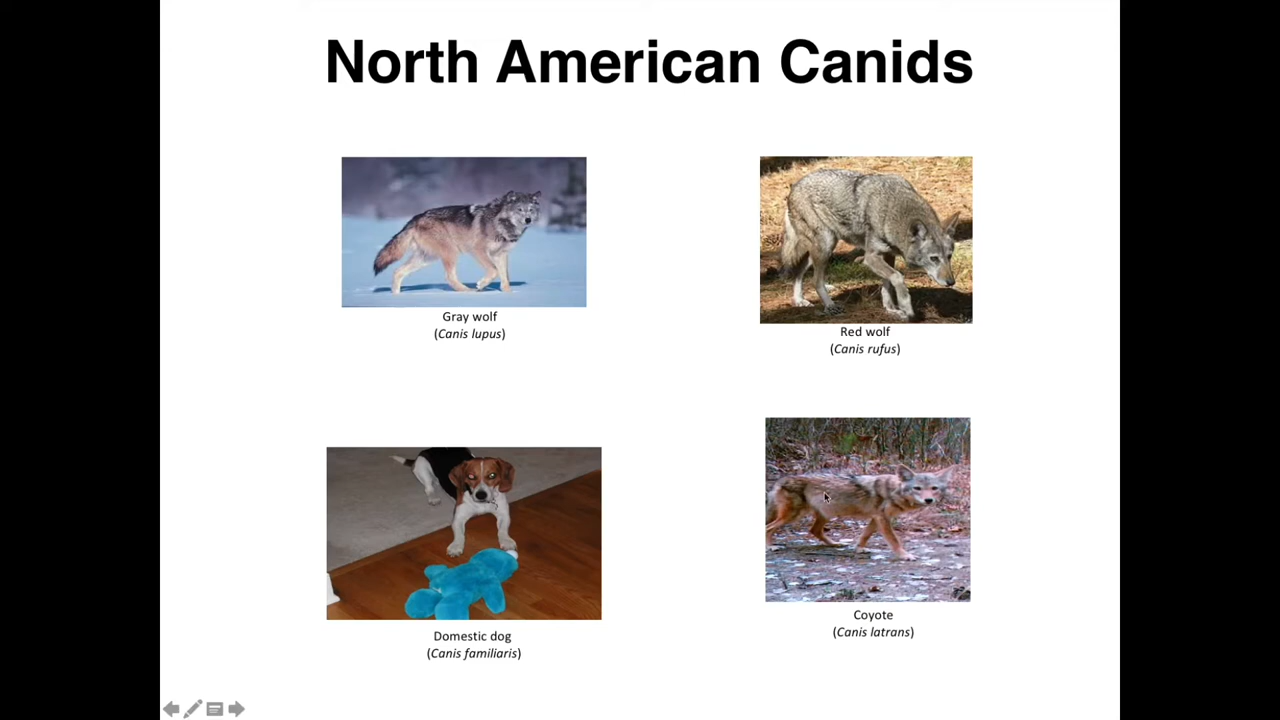 North American Canids
Gray wolf
(Canis lupus)
Red wolf
(Canis rufus)
Domestic dog
(Canis familiaris)
Coyote
(Canis latrans)